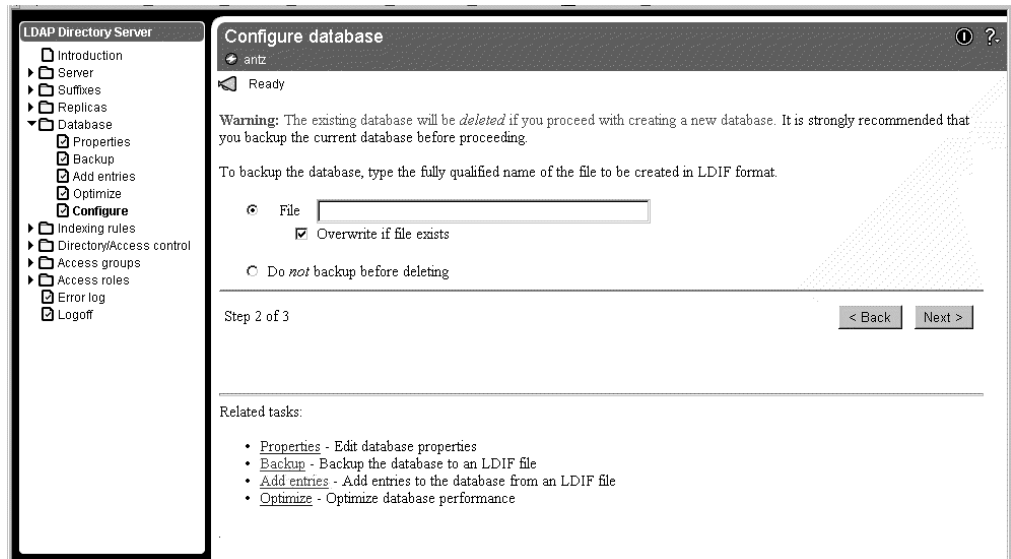 LDAP Directory Server
Introduction
Server
Suffixes
Replicas
Database
Properties
Backup
Add entries
Optimize
Configure
Indexing rules
Directory/Access control
Access groups
Access roles
Error log
Logoff
Configure database
antz
Ready
Warning: The existing database will be deleted if you proceed with creating a new database. It is strongly recommended that
you backup the current database before proceeding.
To backup the database, type the fully qualified name of the file to be created in LDIF format.
File
Overwrite if file exists
Do not backup before deleting
Step 2 of 3
< Back
Next >
Related tasks:
• Properties - Edit database properties
• Backup - Backup the database to an LDIF file
• Add entries - Add entries to the database from an LDIF file
• Optimize - Optimize database performance